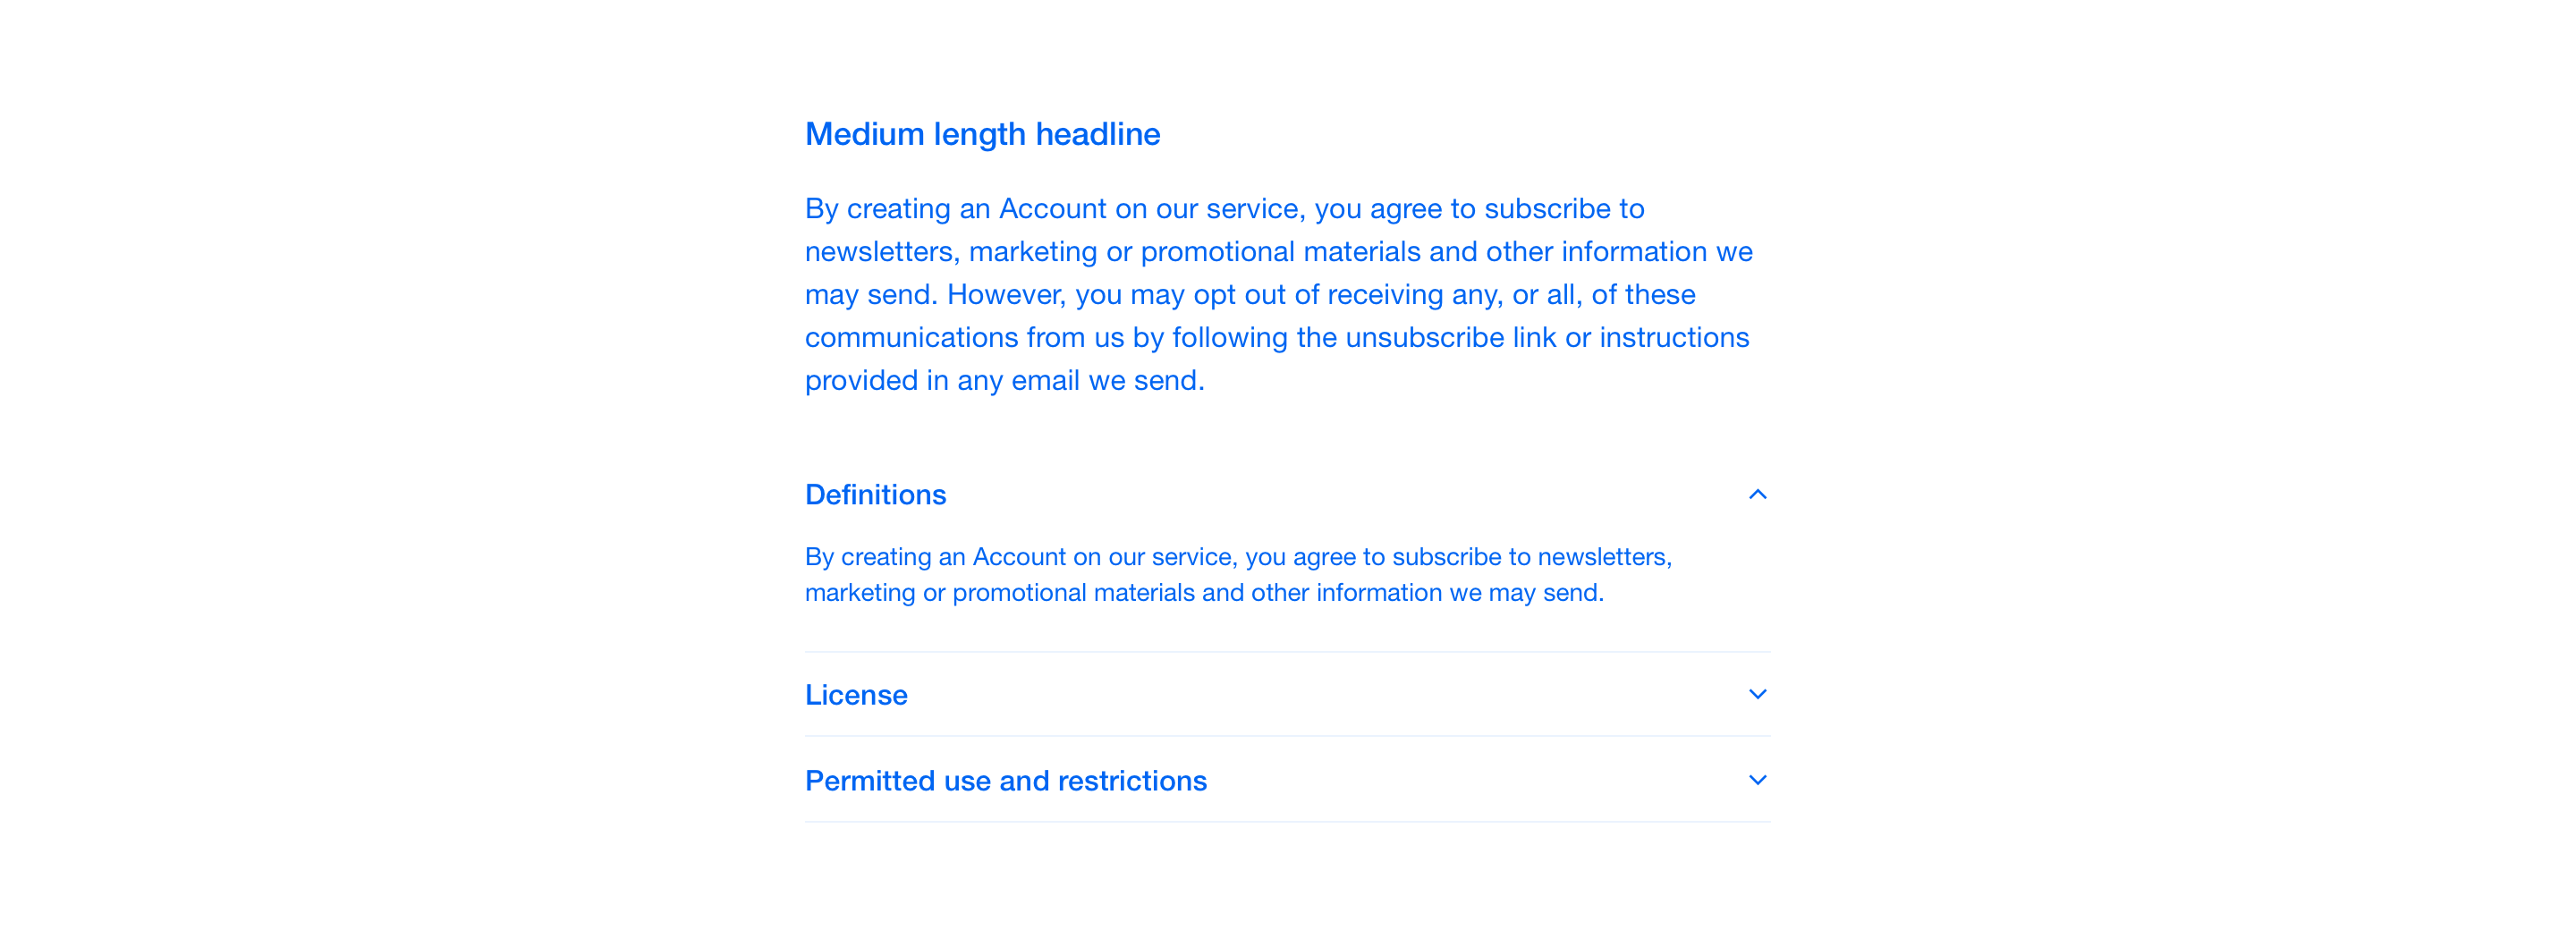 Medium length headline
By creating an Account on our service, you agree to subscribe to
newsletters, marketing or promotional materials and other information we
may send. However, you may opt out of receiving any, or all, of these
communications from us by following the unsubscribe link or instructions
provided in any email we send.
Definitions
By creating an Account on our service, you agree to subscribe to newsletters,
marketing or promotional materials and other information we may send.
License
Permitted use and restrictions